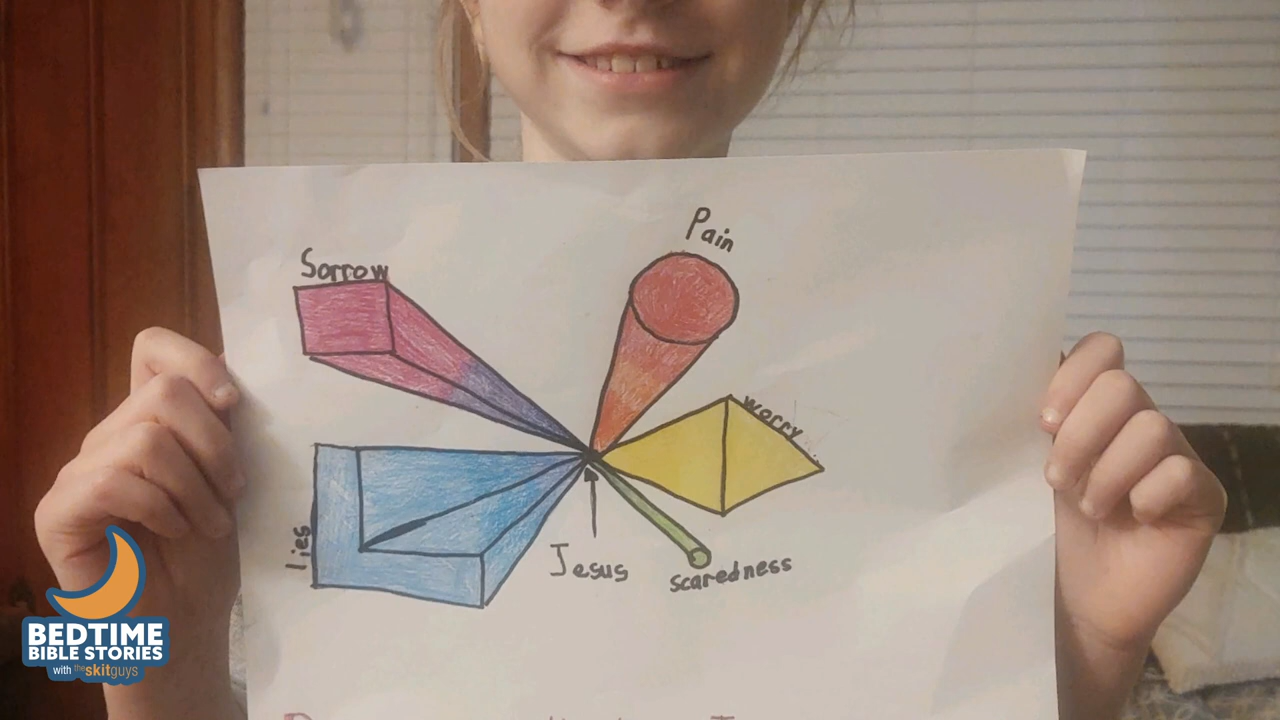 Pain
Sorrow
worry
lies
Jesus
scaredness
BEDTIME
BIBLE STORIES
with the skitguys